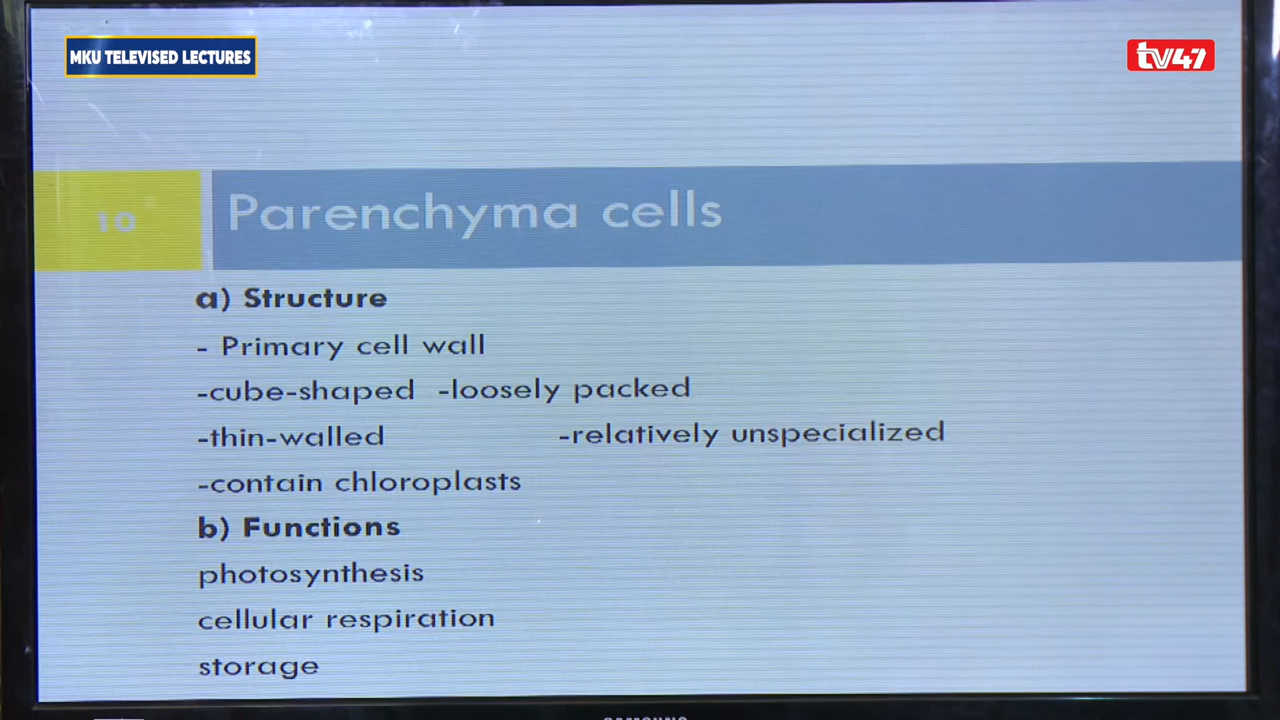 MKU TELEVISED LECTURES
tv47
10
Parenchyma cells
a) Structure
- Primary cell wall
-cube-shaped -loosely packed
-thin-walled -relatively unspecialized
-contain chloroplasts
b) Functions
photosynthesis
cellular respiration
storage
SAMSUNG